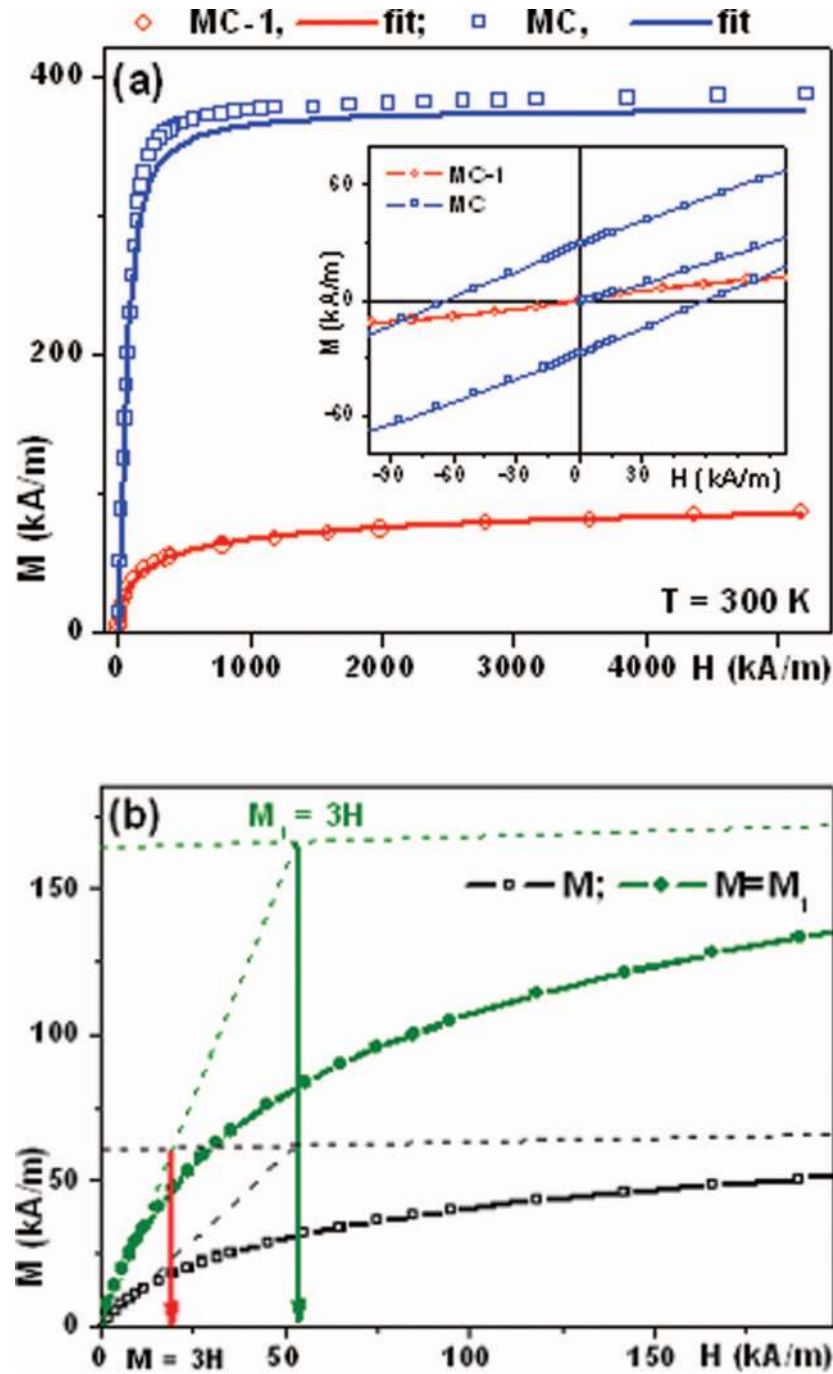 MC-1, fit; MC, fit
(a)
400
200
0
M (kA/m)
0 1000 2000 3000 4000 H (kA/m)
T = 300 K
MC-1
MC
60
0
-60
M (kA/m)
-90 -60 -30 0 30 H (kA/m)
(b)
M₁ = 3H
M; M=M₁
150
100
50
0
M (kA/m)
0 50 100 150 H (kA/m)
M = 3H